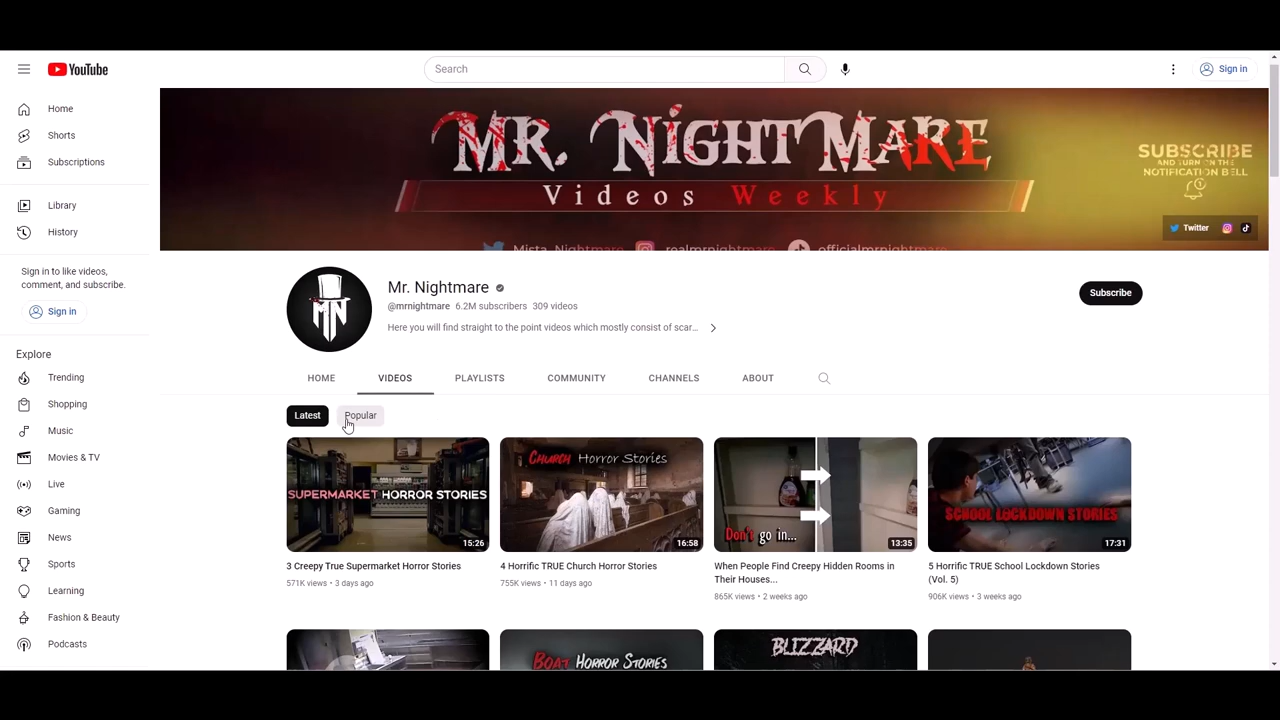 YouTube
Search
Sign in
Home
Shorts
Subscriptions
Library
History
Sign in to like videos,
comment, and subscribe.
Sign in
Explore
Trending
Shopping
Music
Movies & TV
Live
Gaming
News
Sports
Learning
Fashion & Beauty
Podcasts
MR. NIGHTMARE
Videos Weekly
SUBSCRIBE
AND TURN ON THE
NOTIFICATION BELL
Mista_Nightmare realmrnightmare officialmrnightmare
Twitter
MN
Mr. Nightmare
@mrnightmare 6.2M subscribers 309 videos
Here you will find straight to the point videos which mostly consist of scar...
Subscribe
HOME VIDEOS PLAYLISTS COMMUNITY CHANNELS ABOUT
Latest Popular
SUPERMARKET HORROR STORIES
15:26
3 Creepy True Supermarket Horror Stories
571K views • 3 days ago
CHURCH Horror Stories
16:58
4 Horrific TRUE Church Horror Stories
755K views • 11 days ago
Don't go in...
13:35
When People Find Creepy Hidden Rooms in
Their Houses...
865K views • 2 weeks ago
SCHOOL LOCKDOWN STORIES
17:31
5 Horrific TRUE School Lockdown Stories
(Vol. 5)
906K views • 3 weeks ago
BOAT HORROR STORIES
BLIZZARD